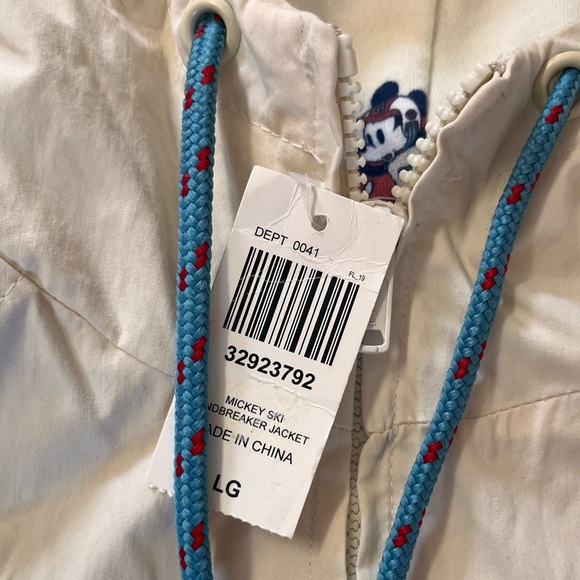 DEPT 0041
FL_19
32923792
MICKEY SKI
NDBREAKER JACKET
ADE IN CHINA
LG